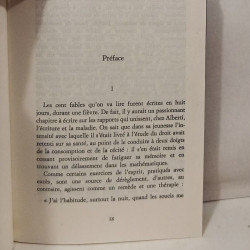 Préface
I
Les cent fables qu'on va lire furent écrites en huit
jours, durant une fièvre. De fait, il y aurait un passionnant
chapitre à écrire sur les rapports qui unissent, chez Alberti,
l'écriture et la maladie. On sait que dans sa jeunesse l'in-
tensité avec laquelle il s'était livré à l'étude du droit avait
retenti sur sa santé, au point de le conduire à deux doigts
de la consomption et de la cécité : il s'en était remis en
cessant provisoirement de fatiguer sa mémoire et en
trouvant un délassement dans les mathématiques.
Comme certains exercices de l'esprit, pratiqués avec
excès, sont une source de dérèglement, d'autres, au
contraire, agissent comme un remède et une thérapie :
« J'ai l'habitude, surtout la nuit, quand les soucis me